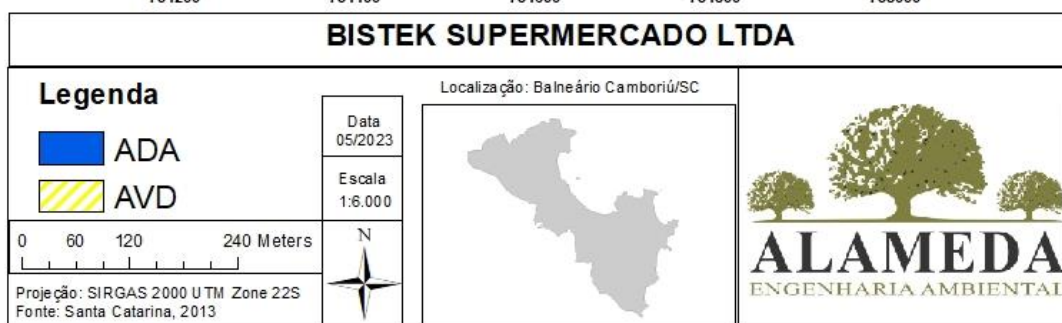 BISTEK SUPERMERCADO LTDA
Legenda
ADA
AVD
0 60 120 240 Meters
Projeção: SIRGAS 2000 UTM Zone 22S
Fonte: Santa Catarina, 2013
Data
05/2023
Escala
1:6.000
N
Localização: Balneário Camboriú/SC
ALAMEDA
ENGENHARIA AMBIENTAL